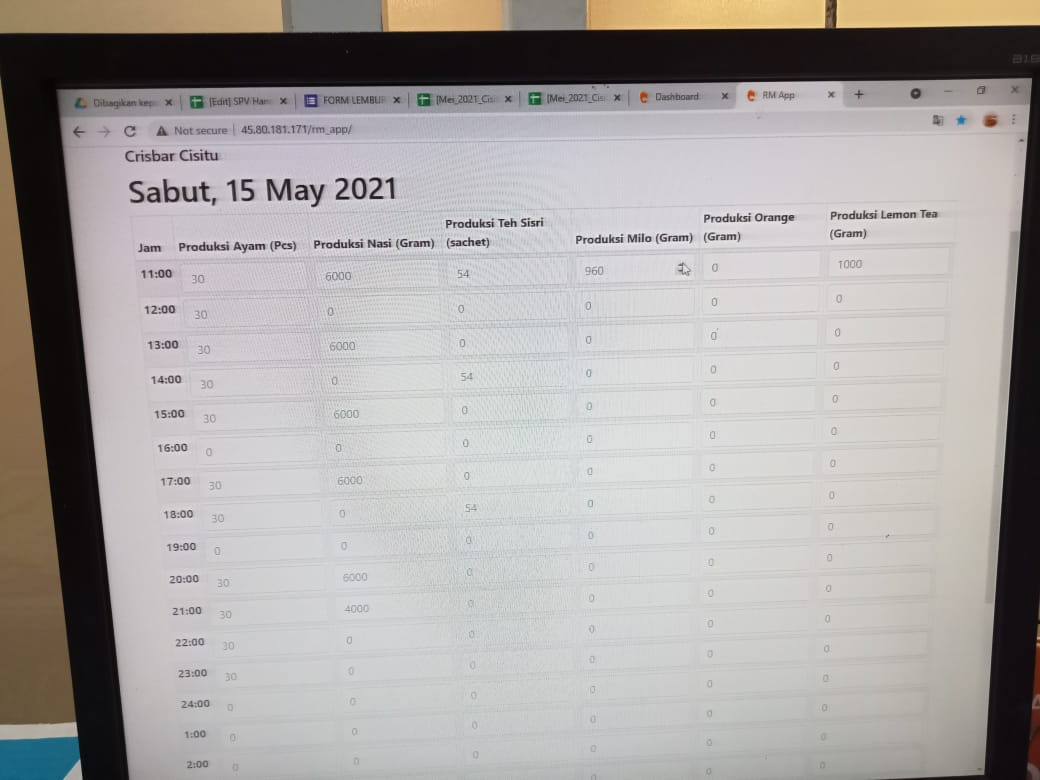 Dibagikan kep
[Edit] SPV Han
FORM LEMBUR
[Mei_2021_Cis
[Mei_2021_Cis
Dashboard
RM App
Not secure | 45.80.181.171/rm_app/
Crisbar Cisitu
Sabut, 15 May 2021
Jam Produksi Ayam (Pcs) Produksi Nasi (Gram) Produksi Teh Sisri (sachet) Produksi Milo (Gram) Produksi Orange (Gram) Produksi Lemon Tea (Gram)
11:00 30 6000 54 960 0 1000
12:00 30 0 0 0 0 0
13:00 30 6000 0 0 0 0
14:00 30 0 54 0 0 0
15:00 30 6000 0 0 0 0
16:00 0 0 0 0 0 0
17:00 30 6000 0 0 0 0
18:00 30 0 54 0 0 0
19:00 0 0 0 0 0 0
20:00 30 6000 0 0 0 0
21:00 30 4000 0 0 0 0
22:00 30 0 0 0 0 0
23:00 30 0 0 0 0 0
24:00 0 0 0 0 0 0
1:00 0 0 0 0 0 0
2:00 0 0 0 0 0 0